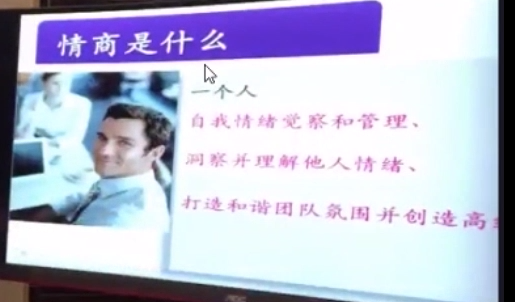 情商是什么
一个人
自我情绪觉察和管理、
洞察并理解他人情绪、
打造和谐团队氛围并创造高